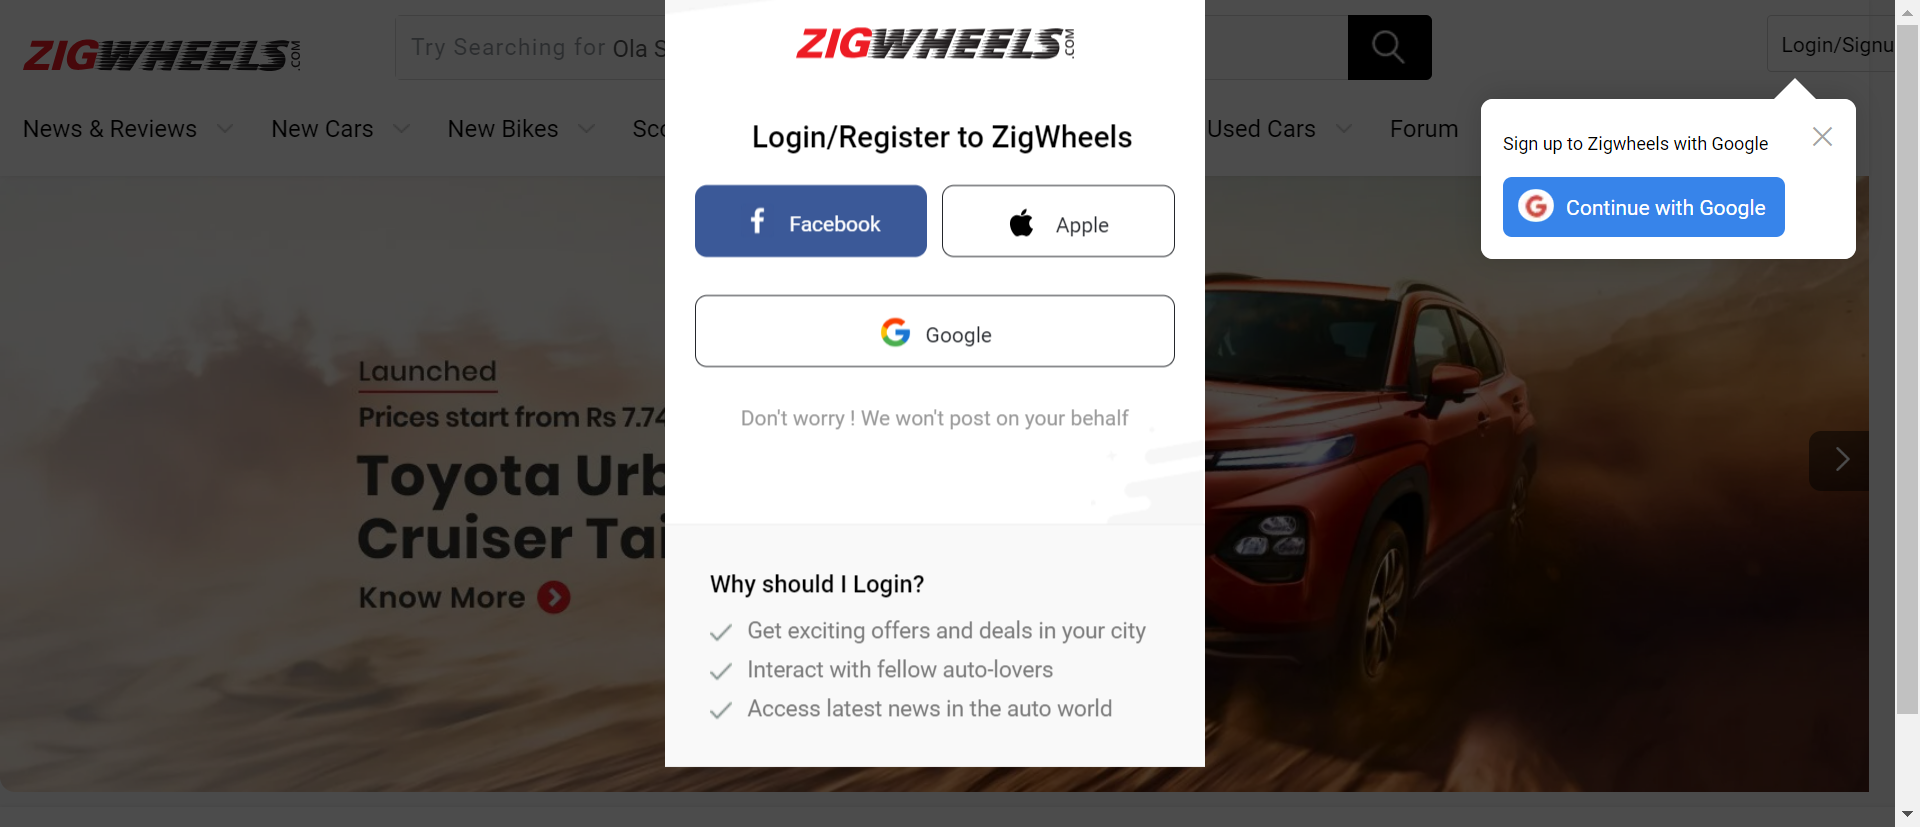 ZIGWHEELS.COM
Try Searching for Ola S
Login/Signu
News & Reviews
New Cars
New Bikes
Sco
Used Cars
Forum
ZIGWHEELS.COM
Login/Register to ZigWheels
Facebook
Apple
Google
Don't worry ! We won't post on your behalf
Why should I Login?
Get exciting offers and deals in your city
Interact with fellow auto-lovers
Access latest news in the auto world
Sign up to Zigwheels with Google
Continue with Google
Launched
Prices start from Rs 7.74
Toyota Urb
Cruiser Tai
Know More